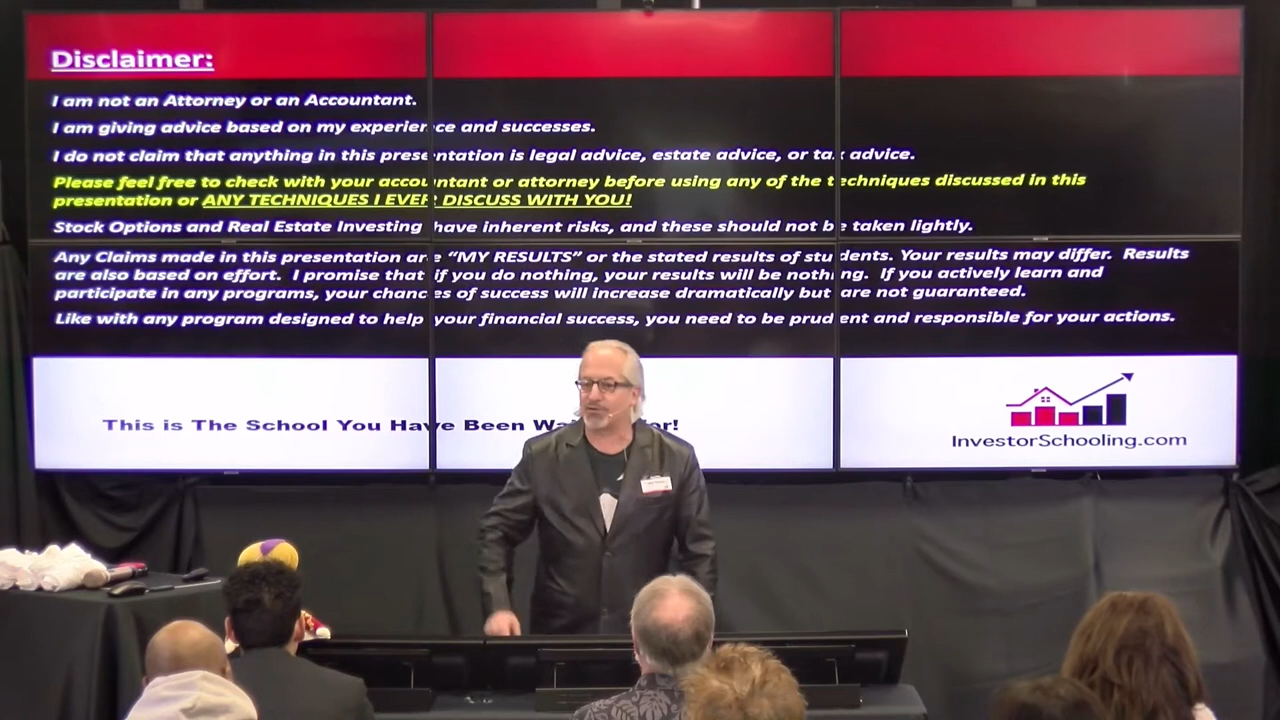 Disclaimer:
I am not an Attorney or an Accountant.
I am giving advice based on my experience and successes.
I do not claim that anything in this presentation is legal advice, estate advice, or tax advice.
Please feel free to check with your accountant or attorney before using any of the techniques discussed in this
presentation or ANY TECHNIQUES I EVER DISCUSS WITH YOU!
Stock Options and Real Estate Investing have inherent risks, and these should not be taken lightly.
Any Claims made in this presentation are “MY RESULTS” or the stated results of students. Your results may differ. Results
are also based on effort. I promise that if you do nothing, your results will be nothing. If you actively learn and
participate in any programs, your chances of success will increase dramatically but are not guaranteed.
Like with any program designed to help your financial success, you need to be prudent and responsible for your actions.
This is The School You Have Been
InvestorSchooling.com